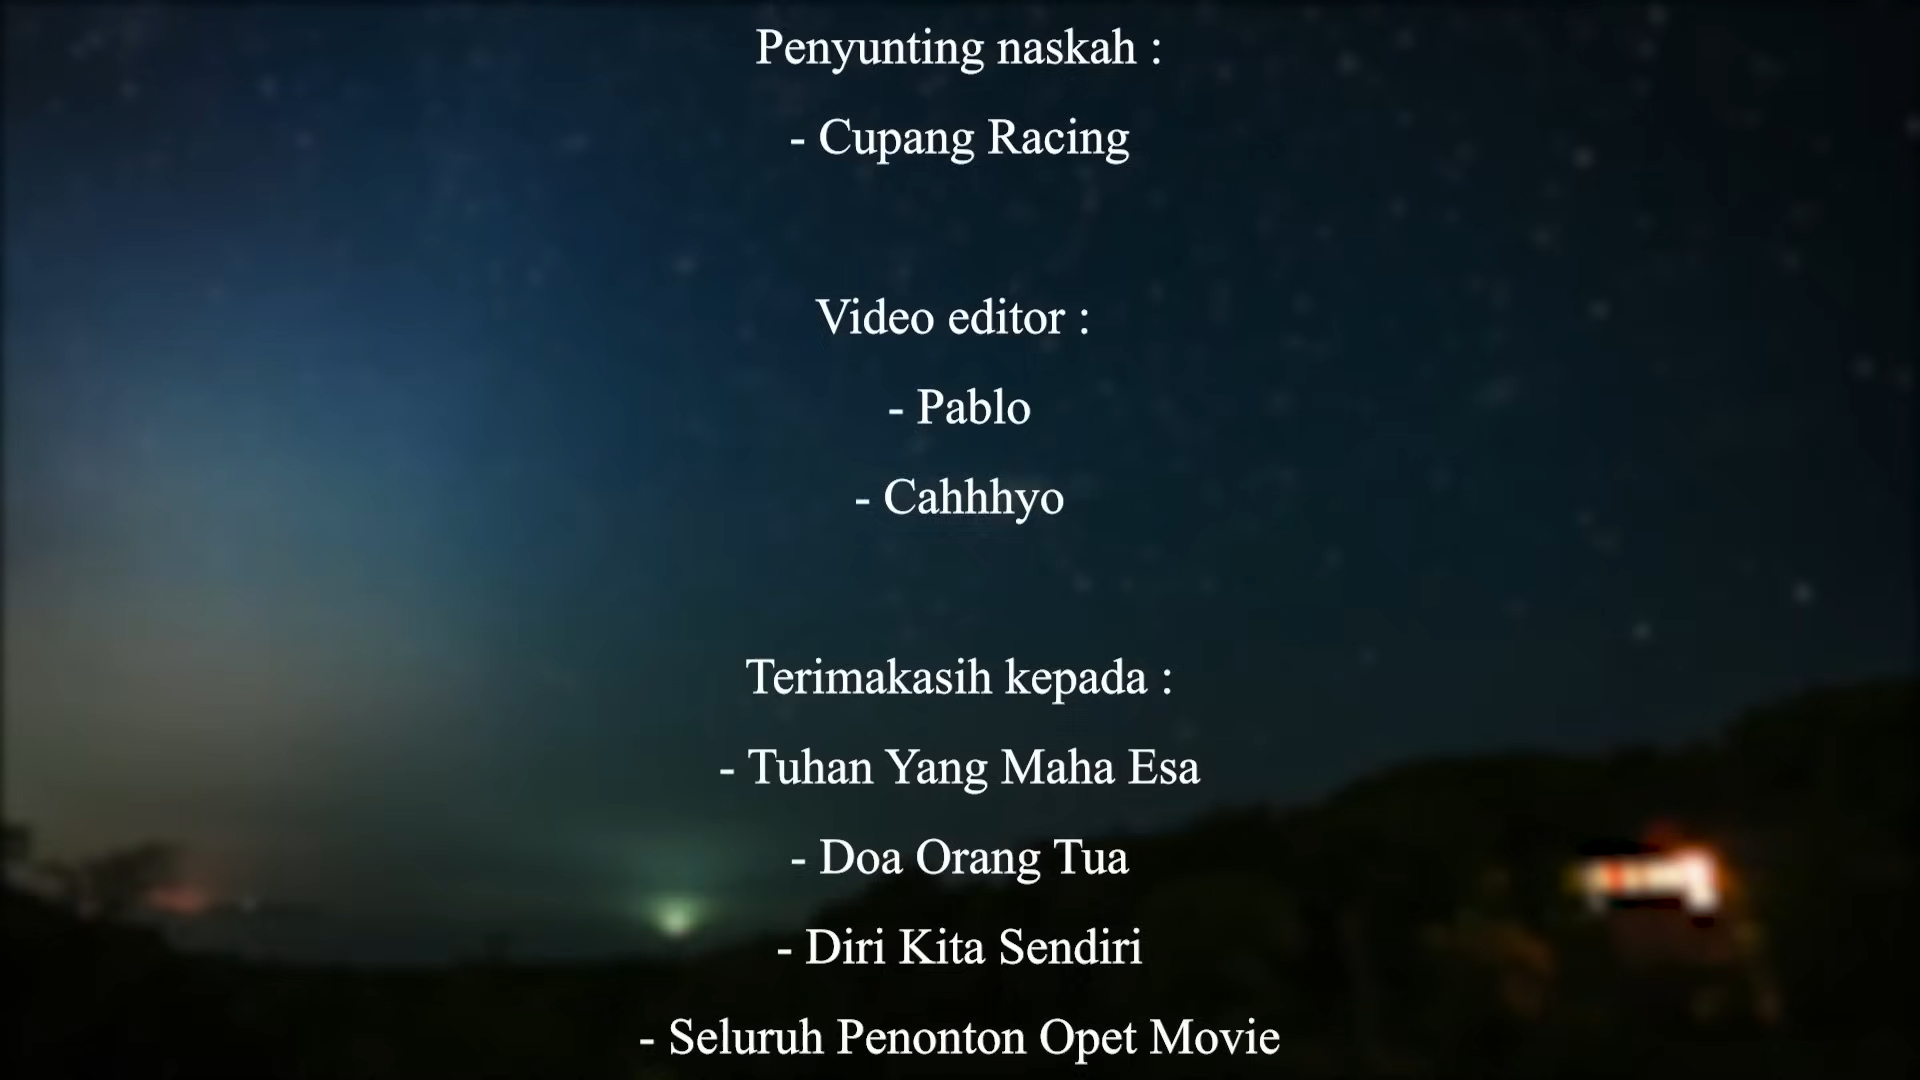 Penyunting naskah :
- Cupang Racing
Video editor :
- Pablo
- Cahhhyo
Terimakasih kepada :
- Tuhan Yang Maha Esa
- Doa Orang Tua
- Diri Kita Sendiri
- Seluruh Penonton Opet Movie